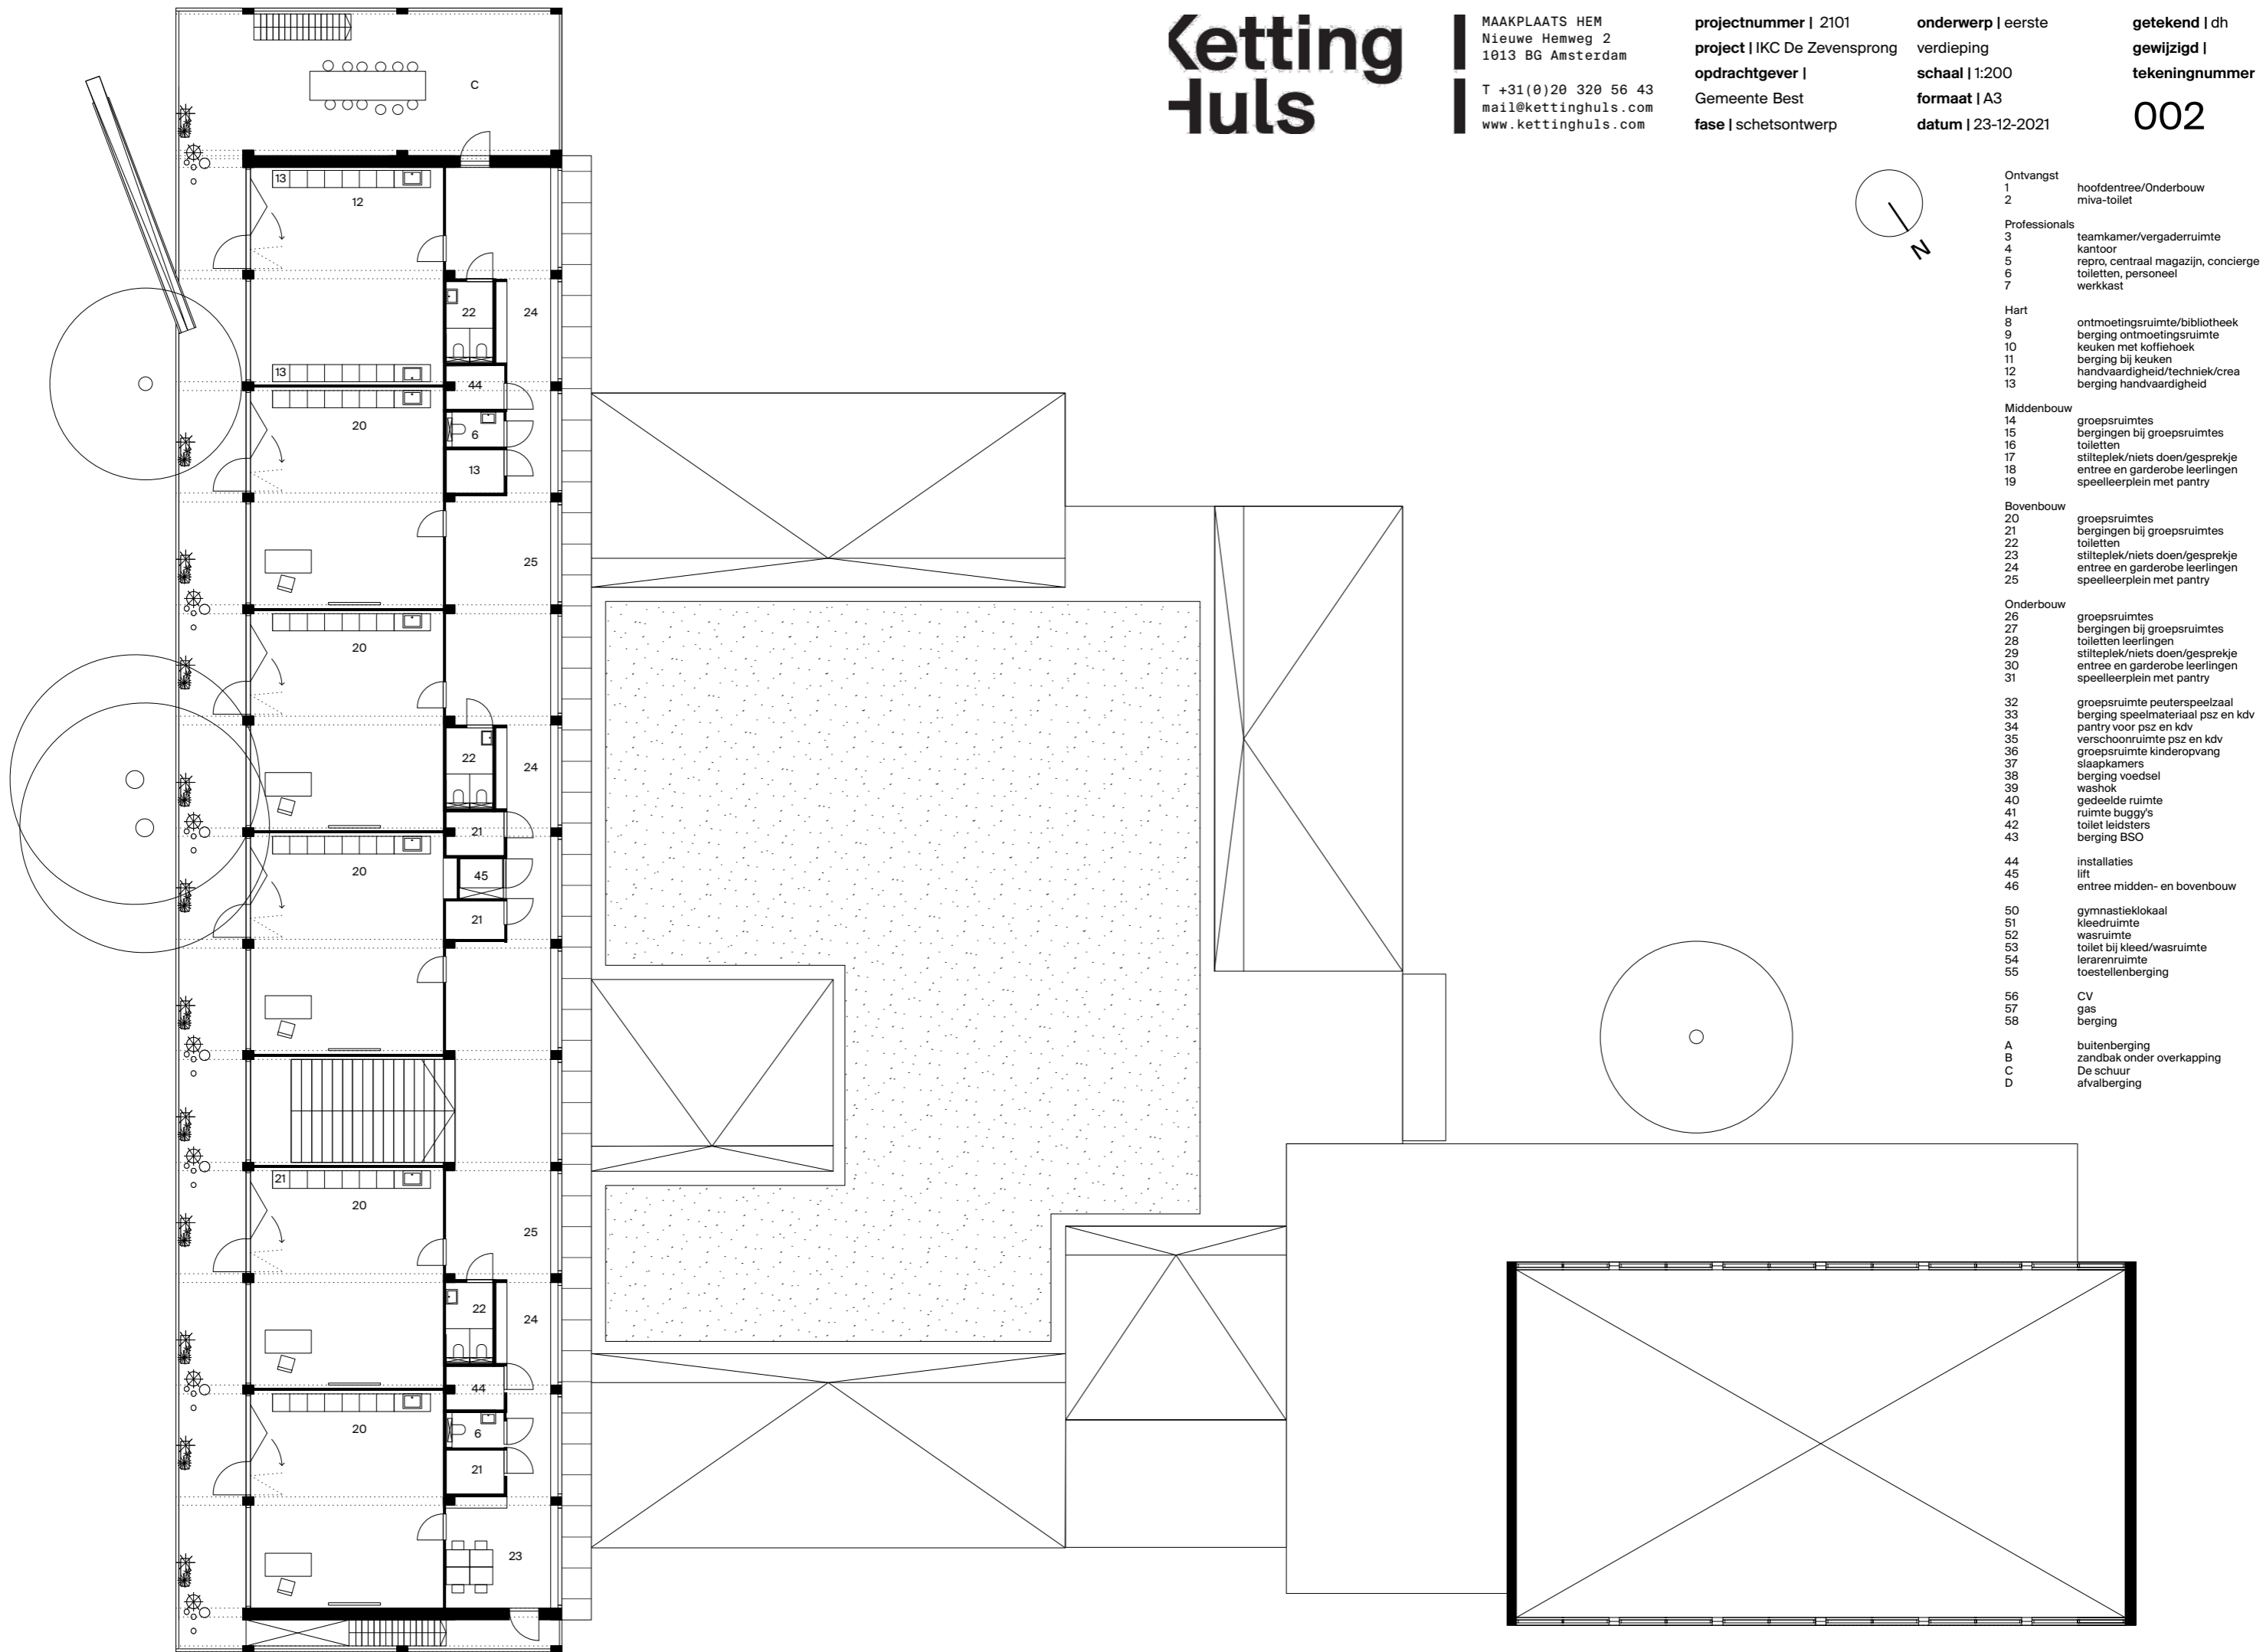 Ketting
Huls
MAAKPLAATS HEM
Nieuwe Hemweg 2
1013 BG Amsterdam
T +31(0)20 320 56 43
mail@kettinghuls.com
www.kettinghuls.com
projectnummer | 2101
project | IKC De Zevensprong
opdrachtgever |
Gemeente Best
fase | schetsontwerp
onderwerp | eerste
verdieping
schaal | 1:200
formaat | A3
datum | 23-12-2021
getekend | dh
gewijzigd |
tekeningnummer
002
N
Ontvangst
1 hoofdentree/Onderbouw
2 miva-toilet
Professionals
3 teamkamer/vergaderruimte
4 kantoor
5 repro, centraal magazijn, concierge
6 toiletten, personeel
7 werkkast
Hart
8 ontmoetingsruimte/bibliotheek
9 berging ontmoetingsruimte
10 keuken met koffiehoek
11 berging bij keuken
12 handvaardigheid/techniek/crea
13 berging handvaardigheid
Middenbouw
14 groepsruimtes
15 bergingen bij groepsruimtes
16 toiletten
17 stilteplek/niets doen/gesprekje
18 entree en garderobe leerlingen
19 speelleerplein met pantry
Bovenbouw
20 groepsruimtes
21 bergingen bij groepsruimtes
22 toiletten
23 stilteplek/niets doen/gesprekje
24 entree en garderobe leerlingen
25 speelleerplein met pantry
Onderbouw
26 groepsruimtes
27 bergingen bij groepsruimtes
28 toiletten leerlingen
29 stilteplek/niets doen/gesprekje
30 entree en garderobe leerlingen
31 speelleerplein met pantry
32 groepsruimte peuterspeelzaal
33 berging speelmateriaal psz en kdv
34 pantry voor psz en kdv
35 verschoonruimte psz en kdv
36 groepsruimte kinderopvang
37 slaapkamers
38 berging voedsel
39 washok
40 gedeelde ruimte
41 ruimte buggy's
42 toilet leidsters
43 berging BSO
44 installaties
45 lift
46 entree midden- en bovenbouw
50 gymnastieklokaal
51 kleedruimte
52 wasruimte
53 toilet bij kleed/wasruimte
54 lerarenruimte
55 toestellenberging
56 CV
57 gas
58 berging
A buitenberging
B zandbak onder overkapping
C De schuur
D afvalberging
C
13
12
22
24
13
44
20
6
13
25
20
22
24
21
20
45
21
21
20
25
22
24
44
20
6
21
23